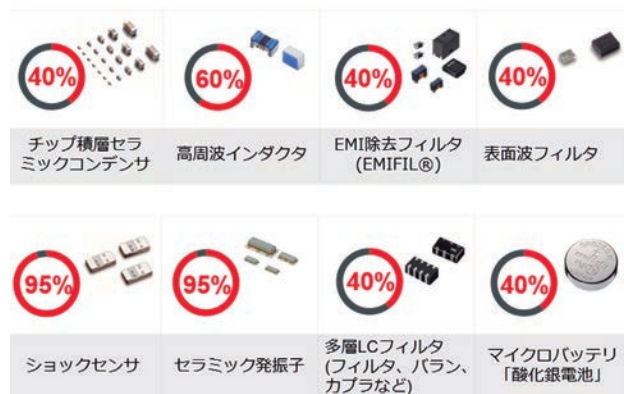 40%
60%
40%
40%
チップ積層セラ
ミックコンデンサ
高周波インダクタ
EMI除去フィルタ
(EMIFIL®)
表面波フィルタ
95%
95%
40%
40%
ショックセンサ
セラミック発振子
多層LCフィルタ
(フィルタ、バラン、
カプラなど)
マイクロバッテリ
「酸化銀電池」